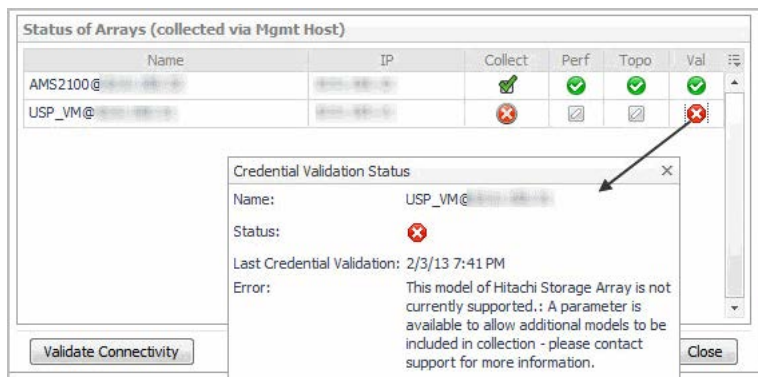 Status of Arrays (collected via Mgmt Host)
Name IP Collect Perf Topo Val
AMS2100@
USP_VM@
Credential Validation Status
Name: USP_VM@
Status:
Last Credential Validation: 2/3/13 7:41 PM
Error: This model of Hitachi Storage Array is not
currently supported.: A parameter is
available to allow additional models to be
included in collection - please contact
support for more information.
Validate Connectivity
Close